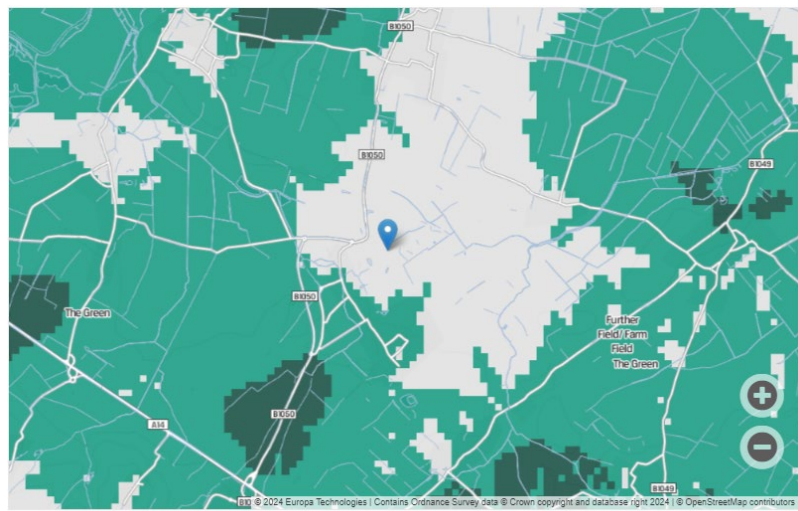 B1050
B1050
B1049
B1050
The Green
Further
Field/ Farm
Field
The Green
B1050
A14
B1049
B10
© 2024 Europa Technologies | Contains Ordnance Survey data © Crown copyright and database right 2024 | © OpenStreetMap contributors